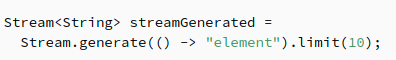 Stream<String> streamGenerated =
  Stream.generate(() -> "element").limit(10);